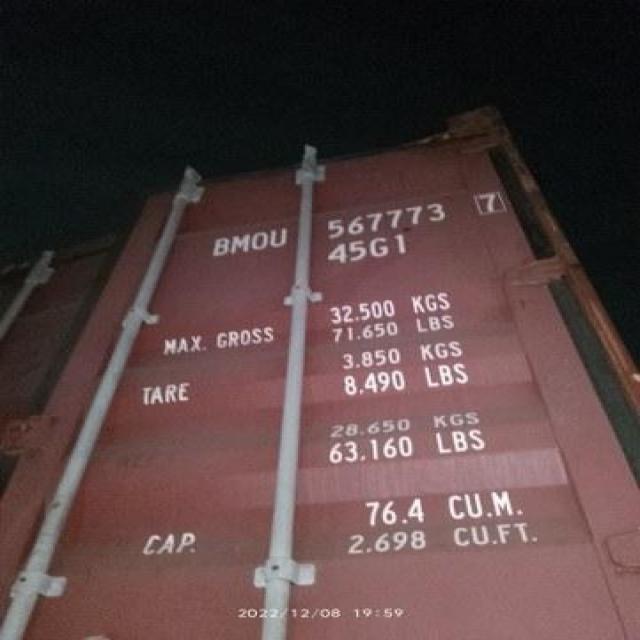 BMOU 567773 7
45G1
32.500 KGS
MAX. GROSS 71.650 LBS
3.850 KGS
TARE 8.490 LBS
28.650 KGS
63.160 LBS
76.4 CU.M.
CAP. 2.698 CU.FT.
2022/12/08 19:59